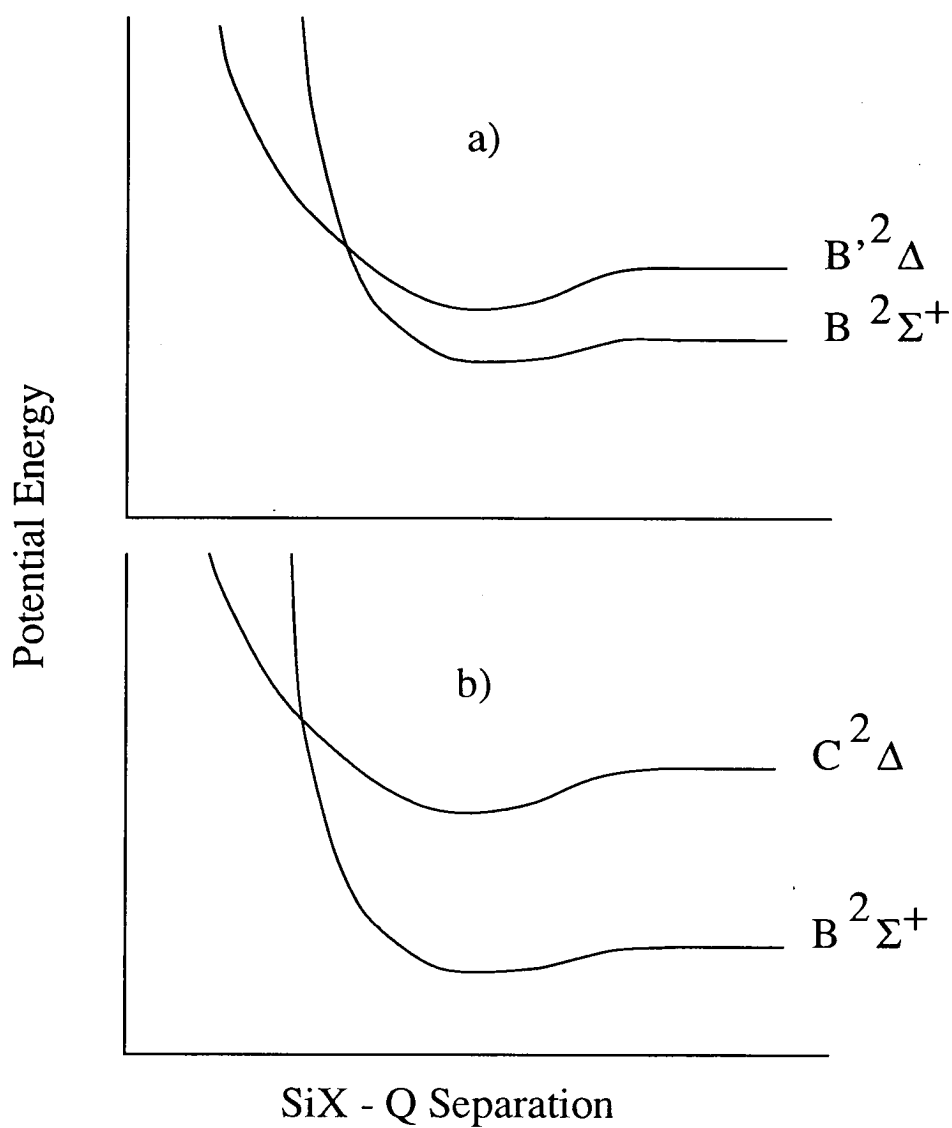 a)
B’ ²Δ
B ²Σ⁺
Potential Energy
b)
C ²Δ
B ²Σ⁺
SiX - Q Separation